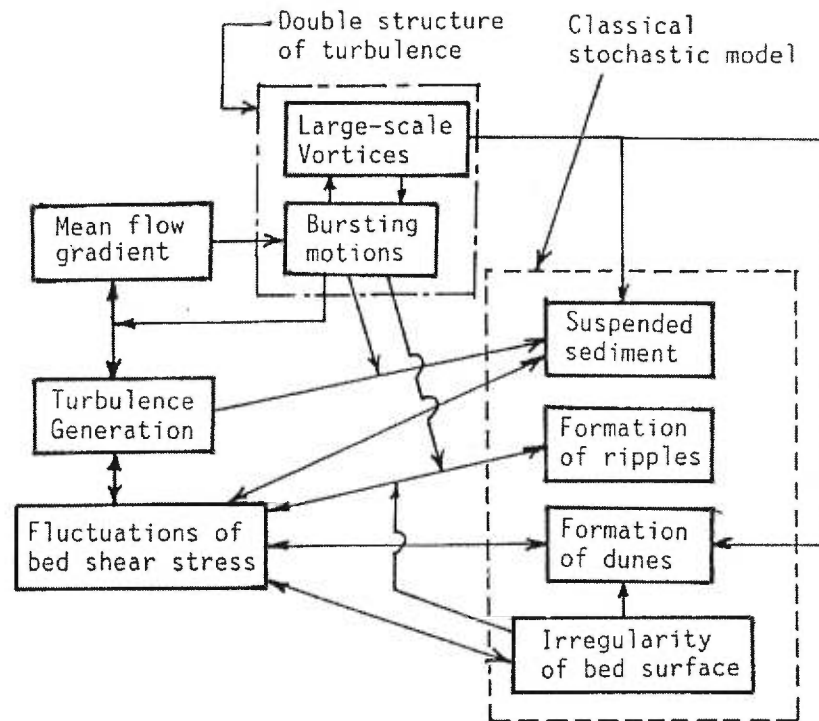 Double structure
of turbulence
Classical
stochastic model
Large-scale
Vortices
Mean flow
gradient
Bursting
motions
Suspended
sediment
Turbulence
Generation
Formation
of ripples
Fluctuations of
bed shear stress
Formation
of dunes
Irregularity
of bed surface